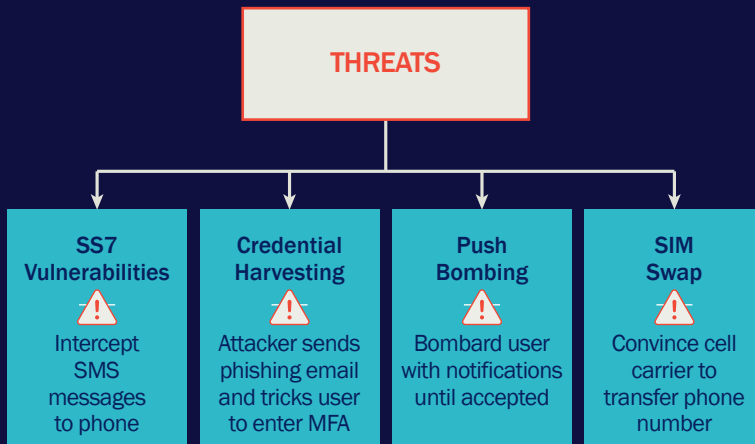 THREATS
SS7
Vulnerabilities
Intercept
SMS
messages
to phone
Credential
Harvesting
Attacker sends
phishing email
and tricks user
to enter MFA
Push
Bombing
Bombard user
with notifications
until accepted
SIM
Swap
Convince cell
carrier to
transfer phone
number